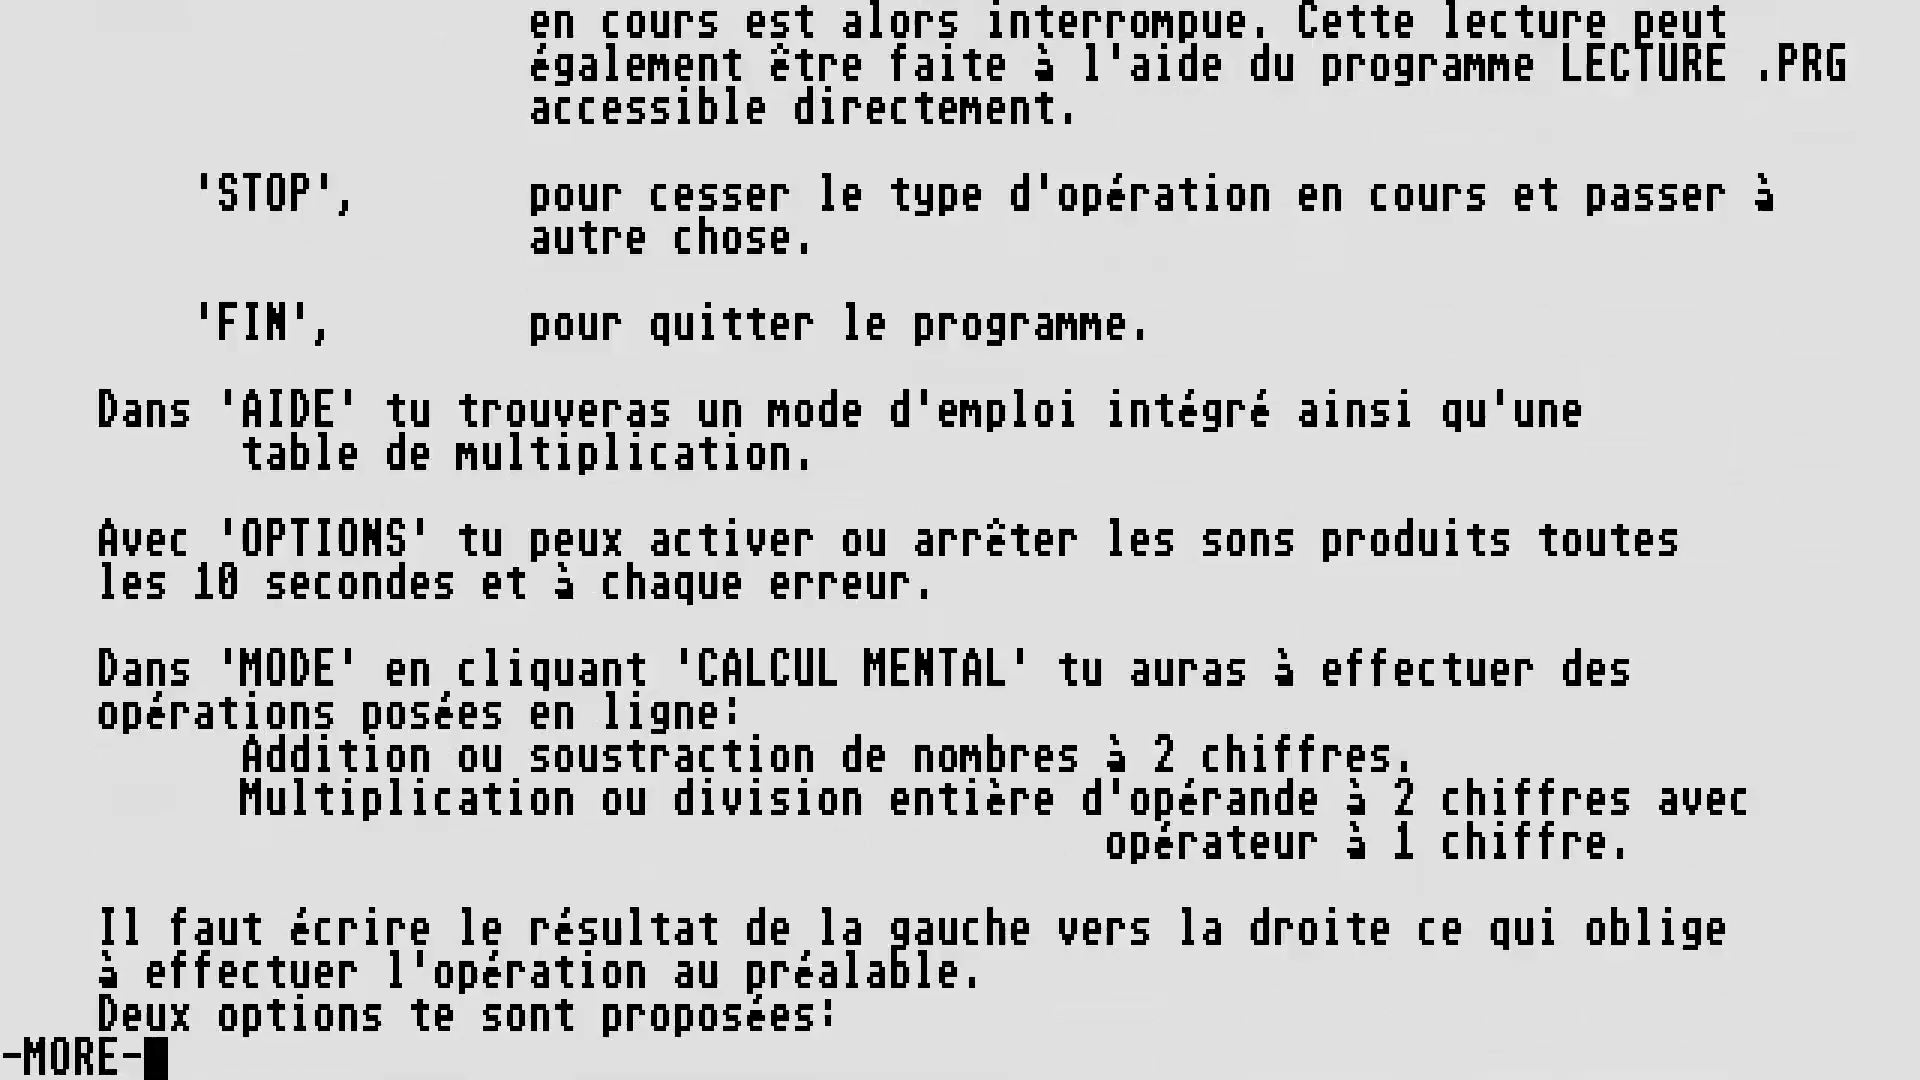 en cours est alors interrompue. Cette lecture peut
également être faite à l'aide du programme LECTURE .PRG
accessible directement.
'STOP', pour cesser le type d'opération en cours et passer à
autre chose.
'FIN', pour quitter le programme.
Dans 'AIDE' tu trouveras un mode d'emploi intégré ainsi qu'une
table de multiplication.
Avec 'OPTIONS' tu peux activer ou arrêter les sons produits toutes
les 10 secondes et à chaque erreur.
Dans 'MODE' en cliquant 'CALCUL MENTAL' tu auras à effectuer des
opérations posées en ligne:
Addition ou soustraction de nombres à 2 chiffres.
Multiplication ou division entière d'opérande à 2 chiffres avec
opérateur à 1 chiffre.
Il faut écrire le résultat de la gauche vers la droite ce qui oblige
à effectuer l'opération au préalable.
Deux options te sont proposées:
-MORE-